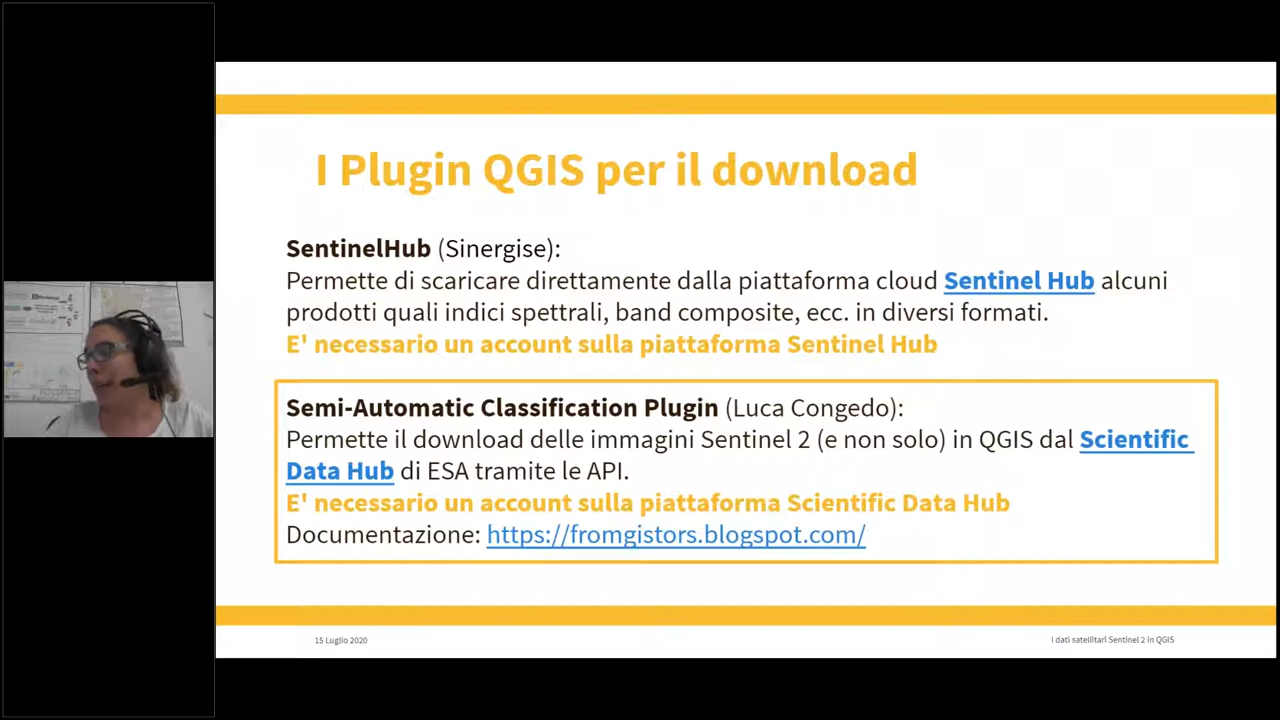 I Plugin QGIS per il download
SentinelHub (Sinergise):
Permette di scaricare direttamente dalla piattaforma cloud Sentinel Hub alcuni
prodotti quali indici spettrali, band composite, ecc. in diversi formati.
E' necessario un account sulla piattaforma Sentinel Hub
Semi-Automatic Classification Plugin (Luca Congedo):
Permette il download delle immagini Sentinel 2 (e non solo) in QGIS dal Scientific
Data Hub di ESA tramite le API.
E' necessario un account sulla piattaforma Scientific Data Hub
Documentazione: https://fromgistors.blogspot.com/
15 Luglio 2020
I dati satellitari Sentinel 2 in QGIS